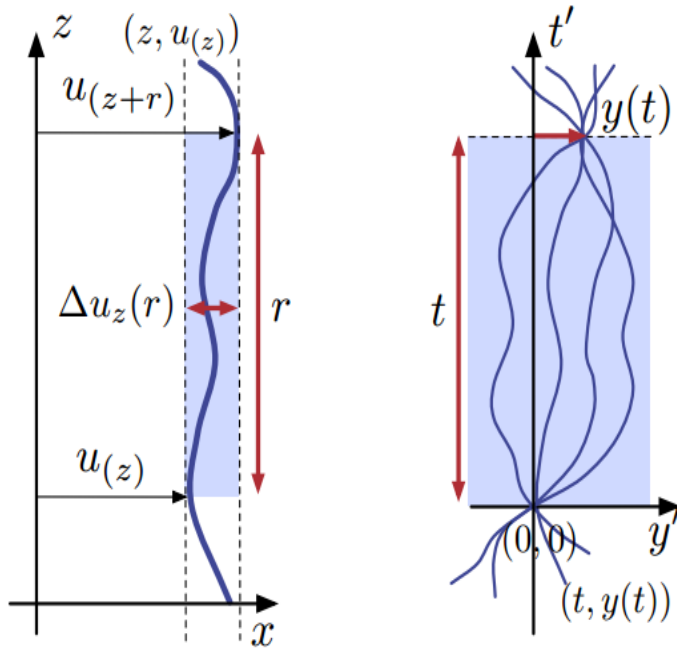 z
(z, u(z))
u(z+r)
Δu_z(r)
r
u(z)
x
t'
y(t)
t
(0, 0)
y'
(t, y(t))